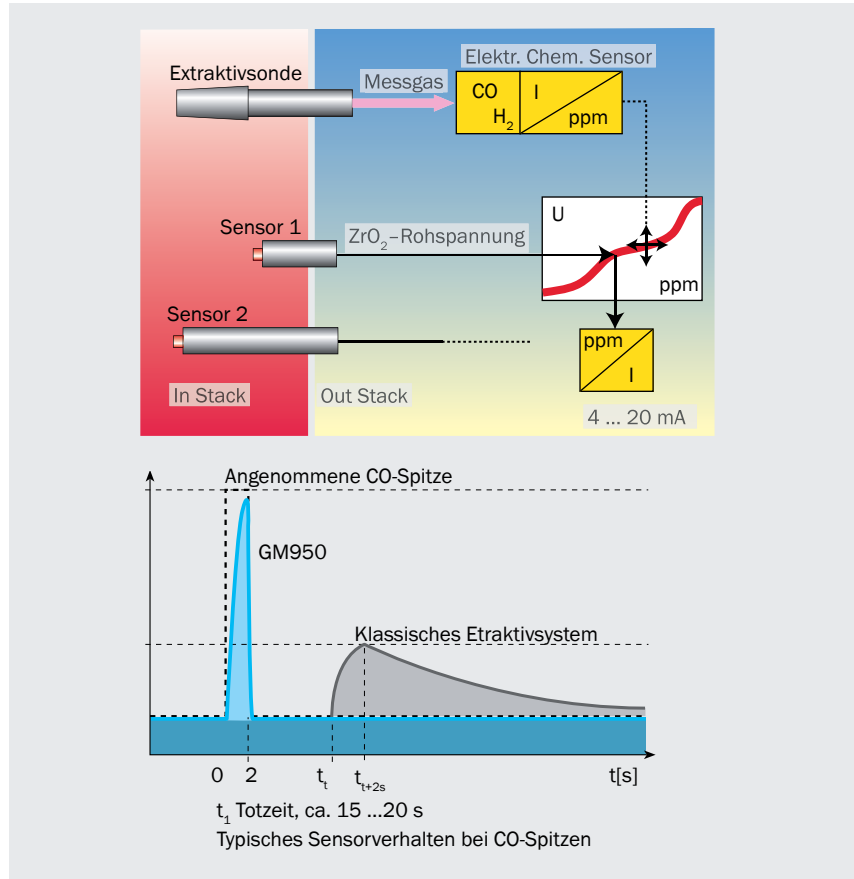 Elektr. Chem. Sensor
Extraktivsonde
Messgas
CO
H2
I
ppm
U
ppm
Sensor 1
ZrO2–Rohspannung
Sensor 2
ppm
I
In Stack
Out Stack
4 ... 20 mA
Angenommene CO-Spitze
GM950
Klassisches Etraktivsystem
0 2 tt tt+2s t[s]
t1 Totzeit, ca. 15 ...20 s
Typisches Sensorverhalten bei CO-Spitzen